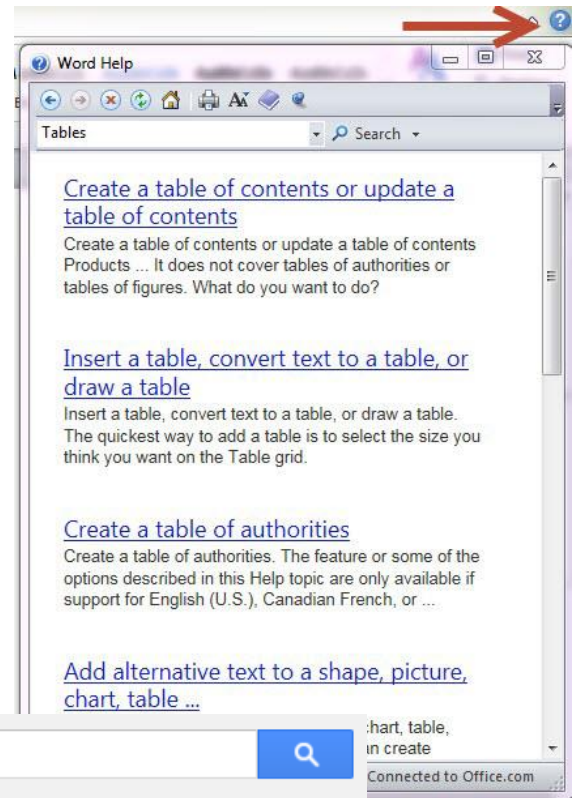 Word Help
Tables
Search
Create a table of contents or update a
table of contents
Create a table of contents or update a table of contents
Products ... It does not cover tables of authorities or
tables of figures. What do you want to do?
Insert a table, convert text to a table, or
draw a table
Insert a table, convert text to a table, or draw a table.
The quickest way to add a table is to select the size you
think you want on the Table grid.
Create a table of authorities
Create a table of authorities. The feature or some of the
options described in this Help topic are only available if
support for English (U.S.), Canadian French, or ...
Add alternative text to a shape, picture,
chart, table ...
chart, table,
create
Connected to Office.com